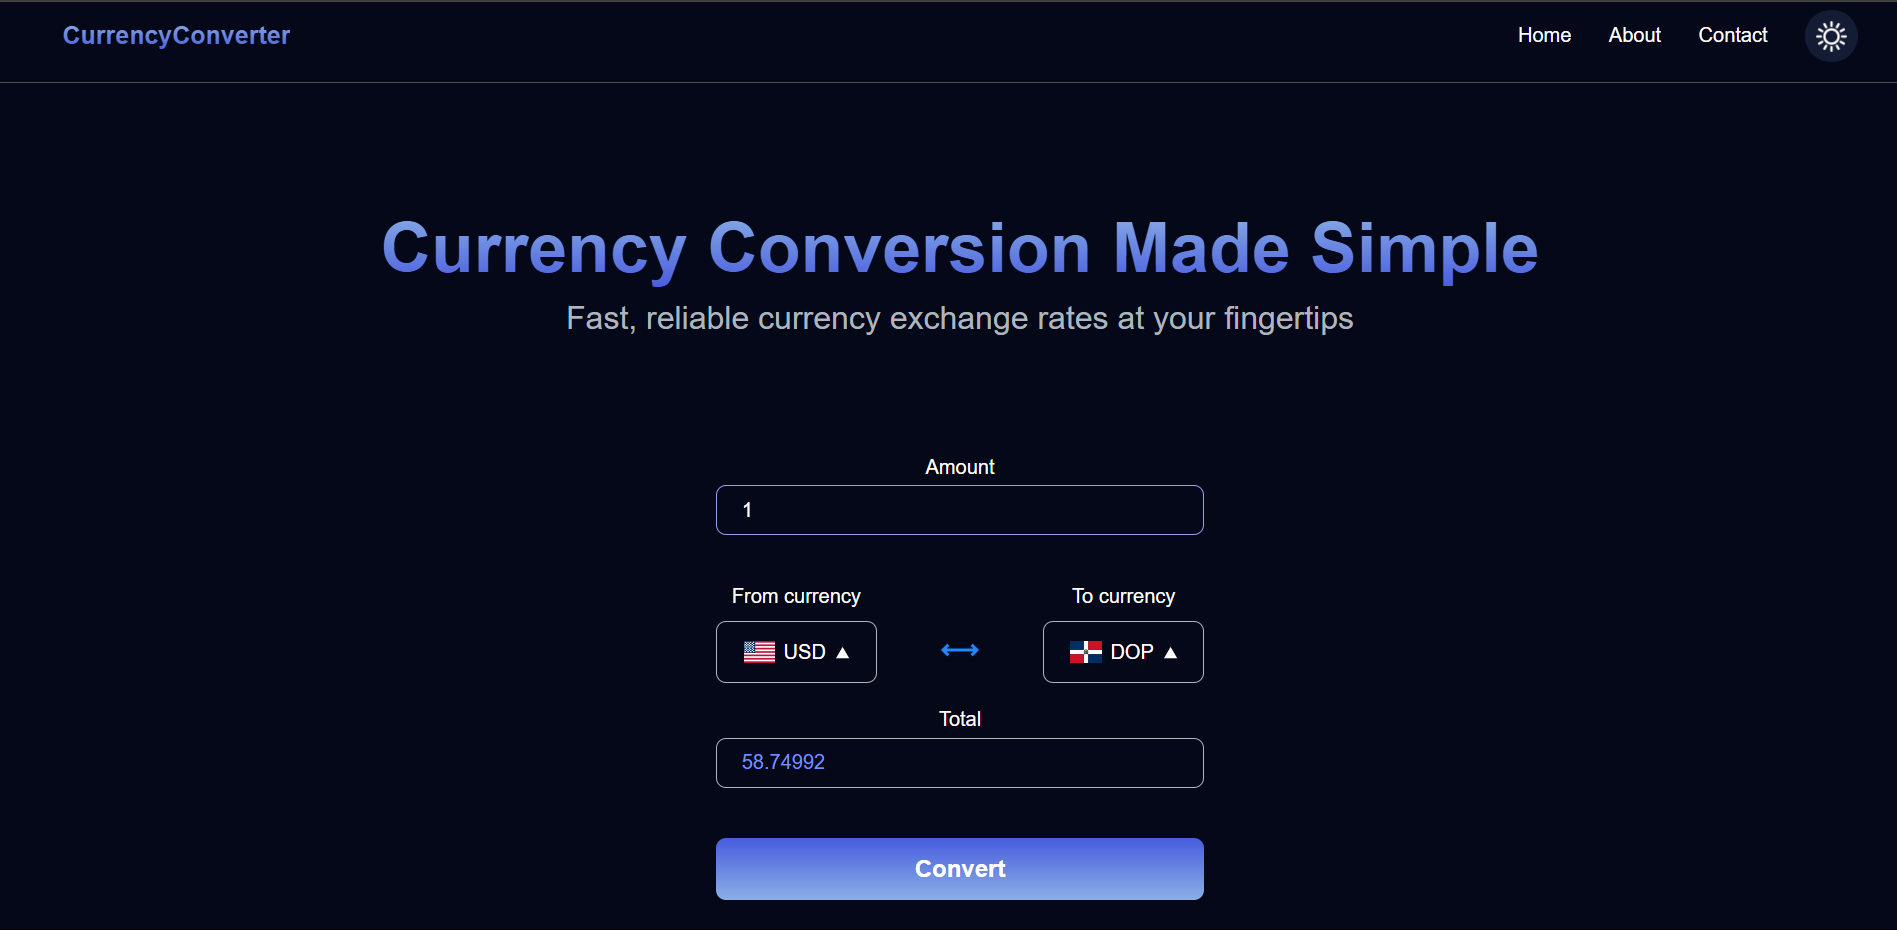 CurrencyConverter
Home About Contact
Currency Conversion Made Simple
Fast, reliable currency exchange rates at your fingertips
Amount
1
From currency To currency
USD DOP
Total
58.74992
Convert